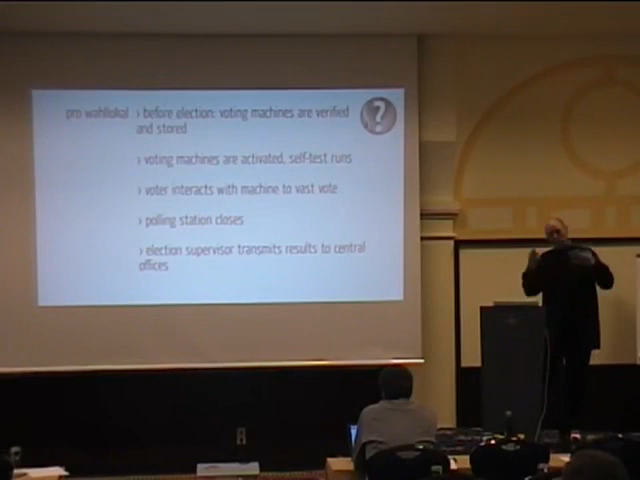 pro wahllokal › before election: voting machines are verified
and stored
› voting machines are activated, self-test runs
› voter interacts with machine to vast vote
› polling station closes
› election supervisor transmits results to central
offices
?